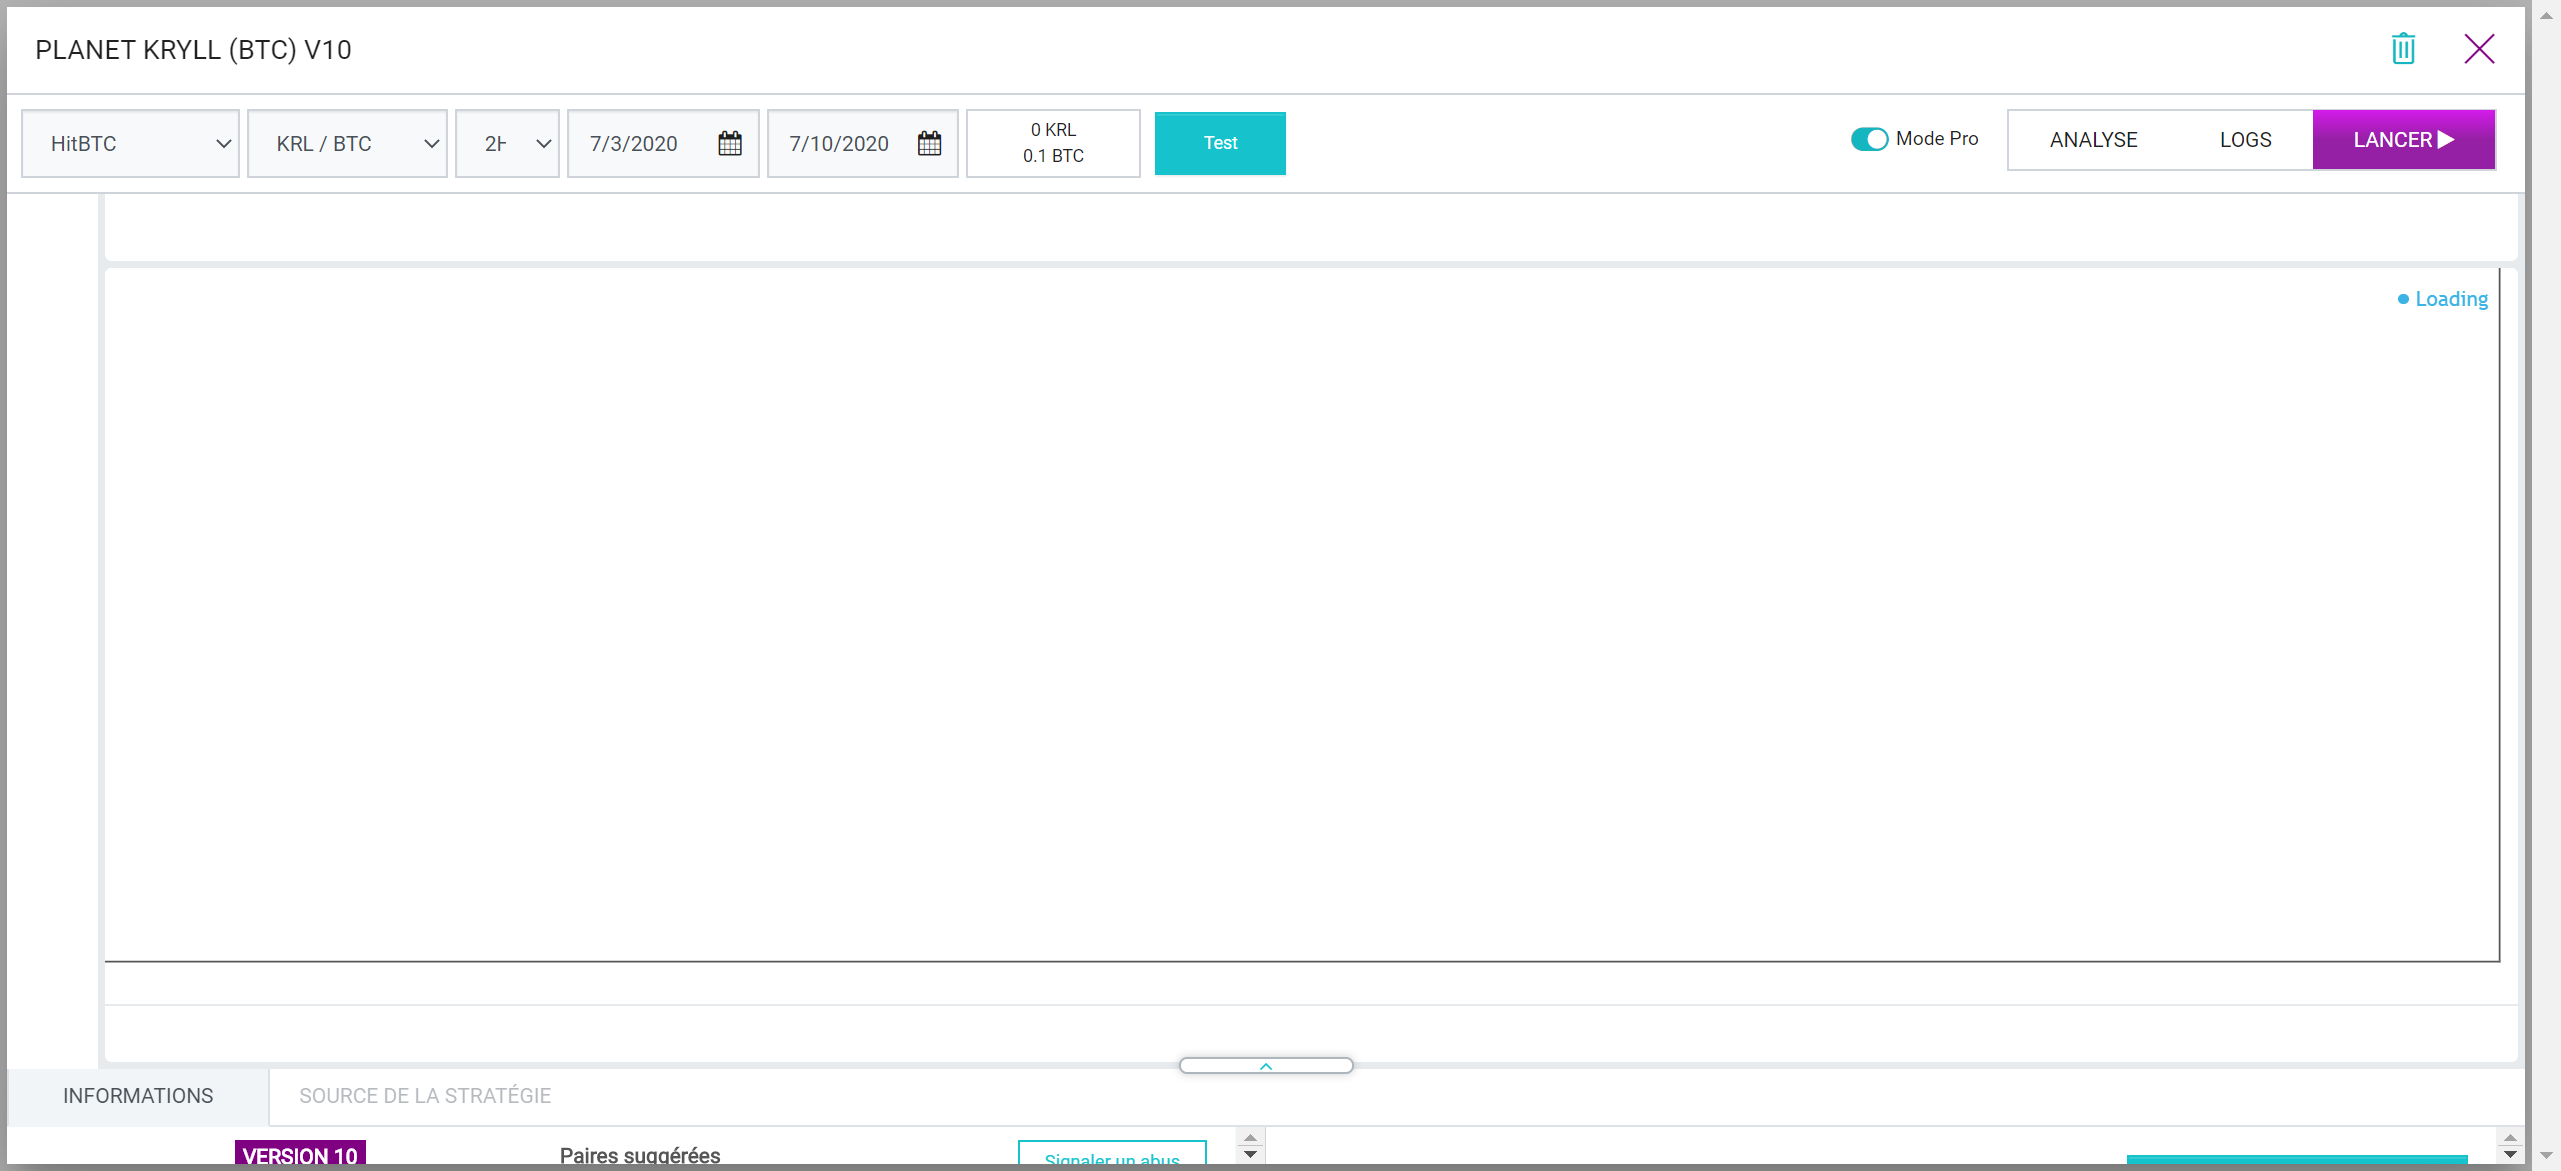 PLANET KRYLL (BTC) V10
HitBTC
KRL / BTC
2H
7/3/2020
7/10/2020
0 KRL
0.1 BTC
Test
Mode Pro
ANALYSE
LOGS
LANCER
Loading
INFORMATIONS
SOURCE DE LA STRATÉGIE
VERSION 10
Paires suggérées
Signaler un abus